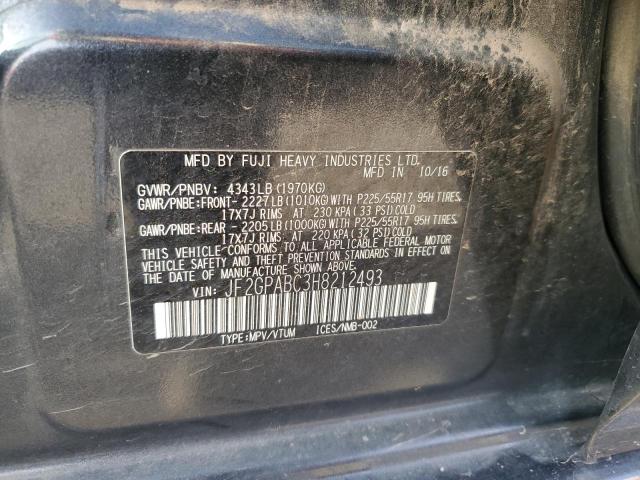 MFD BY FUJI HEAVY INDUSTRIES LTD.
MFD IN 10/16
GVWR/PNBV: 4343LB (1970KG)
GAWR/PNBE:FRONT- 2227LB (1010KG)WITH P225/55R17 95H TIRES,
17X7J RIMS AT 230 KPA (33 PSI)COLD
GAWR/PNBE:REAR - 2205LB (1000KG)WITH P225/55R17 95H TIRES,
17X7J RIMS AT 220 KPA (32 PSI)COLD
THIS VEHICLE CONFORMS TO ALL APPLICABLE FEDERAL MOTOR
VEHICLE SAFETY AND THEFT PREVENTION STANDARDS IN EFFECT ON
THE DATE OF MANUFACTURE SHOWN ABOVE.
VIN: JF2GPABC3H8212493
TYPE:MPV/VTUM ICES/NMB-002